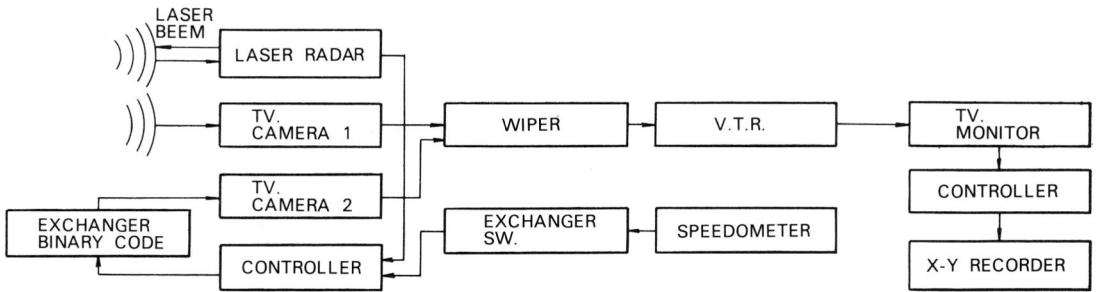 LASER
BEEM
LASER RADAR
TV.
CAMERA 1
WIPER
V.T.R.
TV.
MONITOR
TV.
CAMERA 2
CONTROLLER
EXCHANGER
BINARY CODE
EXCHANGER
SW.
SPEEDOMETER
CONTROLLER
X-Y RECORDER